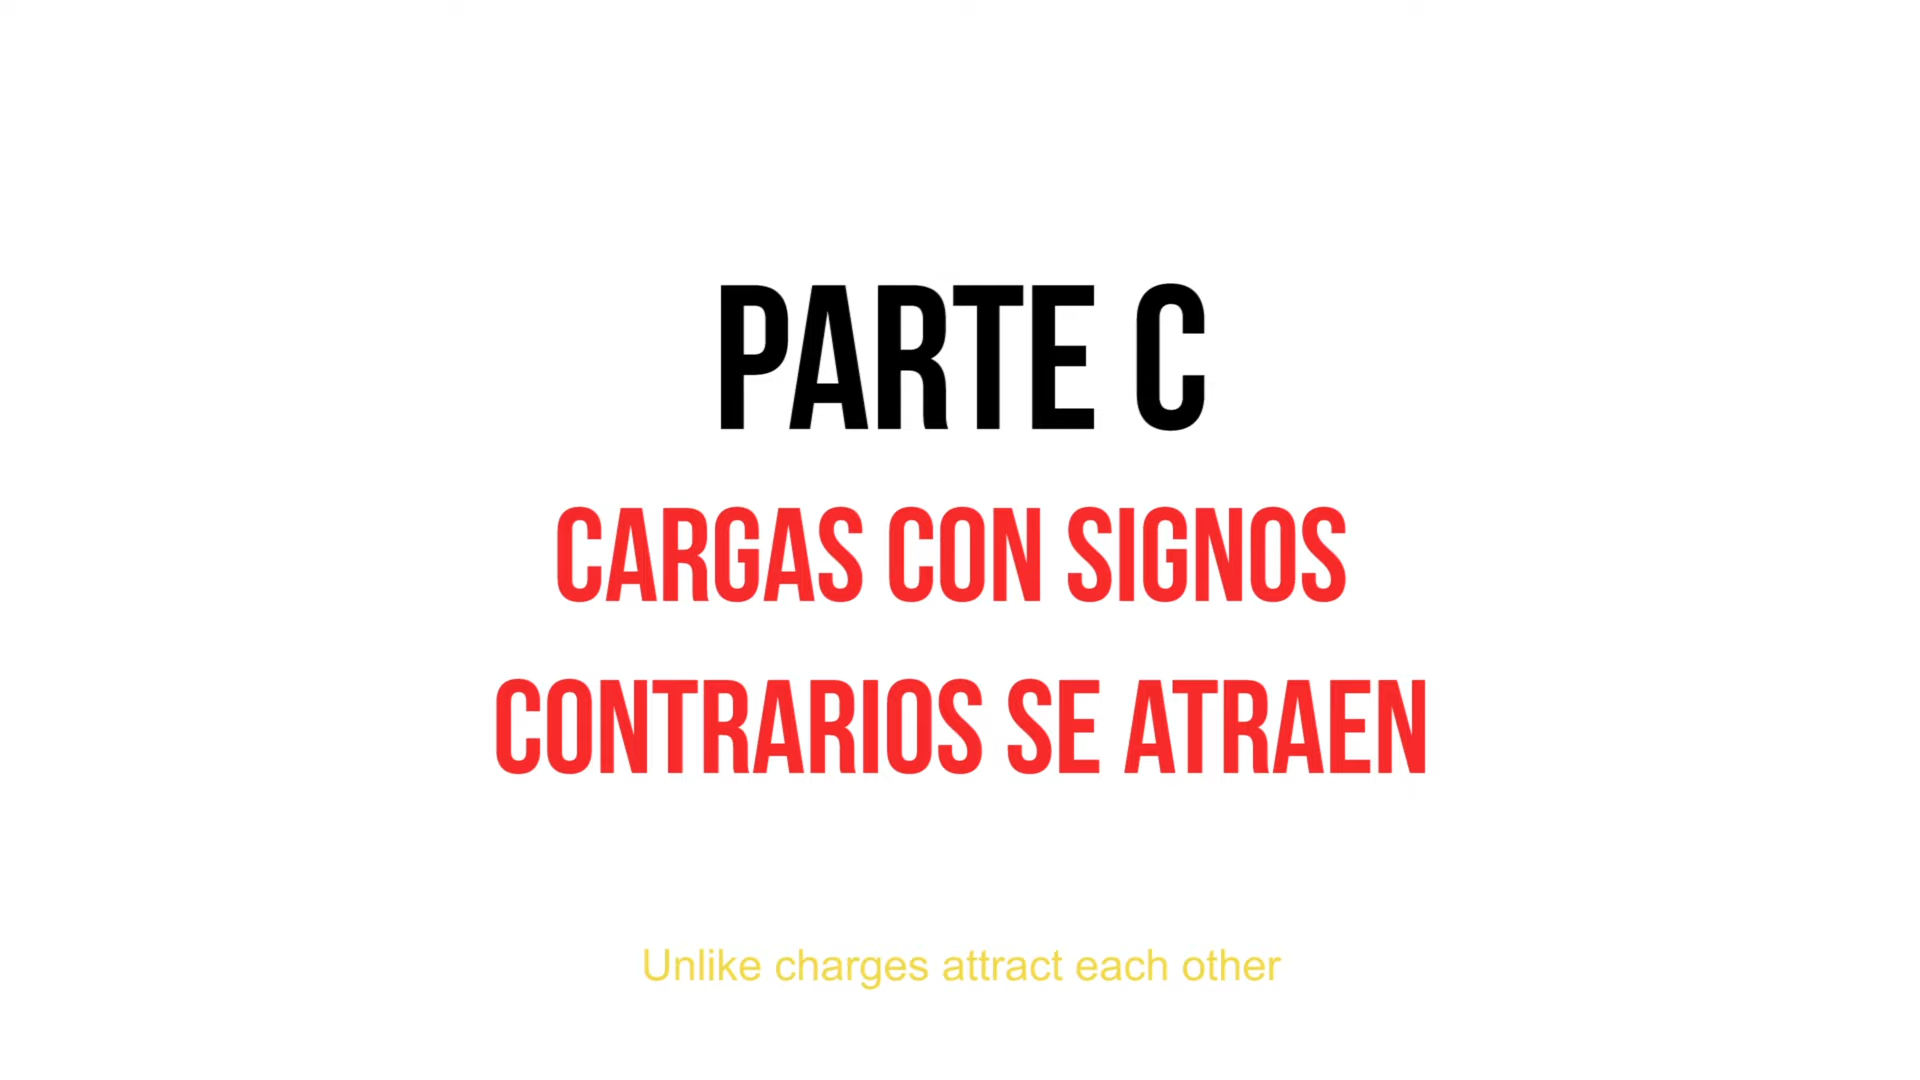 PARTE C
CARGAS CON SIGNOS
CONTRARIOS SE ATRAEN
Unlike charges attract each other